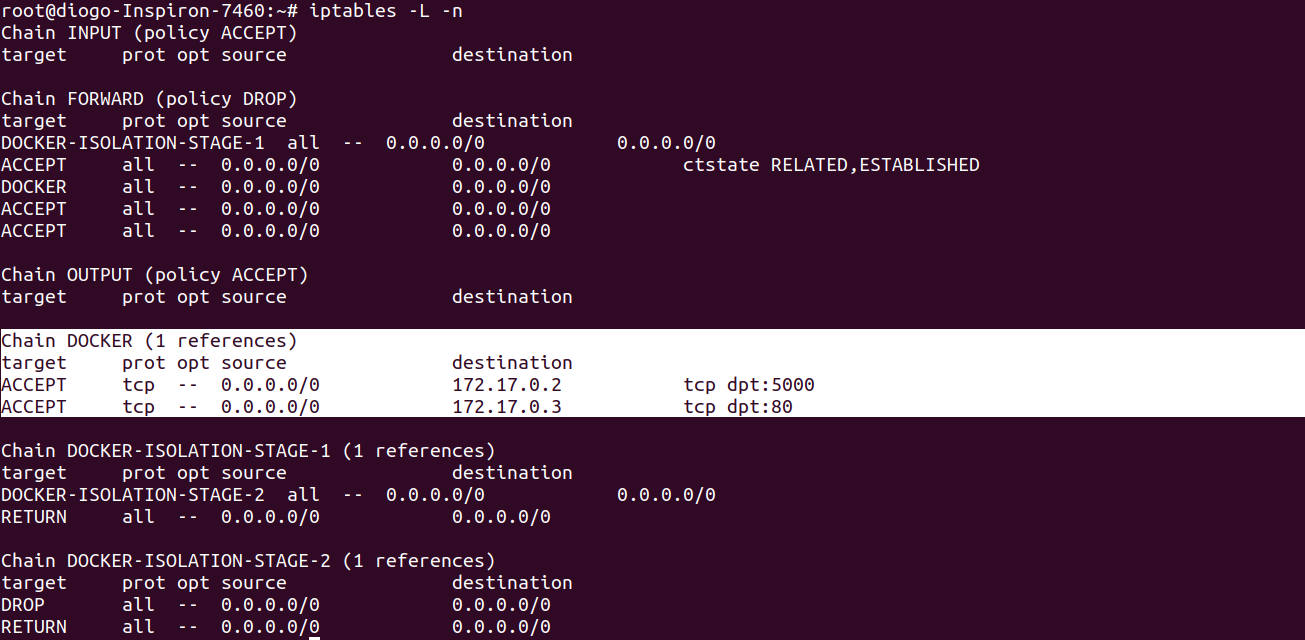 root@diogo-Inspiron-7460:~# iptables -L -n
Chain INPUT (policy ACCEPT)
target     prot opt source               destination

Chain FORWARD (policy DROP)
target     prot opt source               destination
DOCKER-ISOLATION-STAGE-1  all  --  0.0.0.0/0            0.0.0.0/0
ACCEPT     all  --  0.0.0.0/0            0.0.0.0/0            ctstate RELATED,ESTABLISHED
DOCKER     all  --  0.0.0.0/0            0.0.0.0/0
ACCEPT     all  --  0.0.0.0/0            0.0.0.0/0
ACCEPT     all  --  0.0.0.0/0            0.0.0.0/0

Chain OUTPUT (policy ACCEPT)
target     prot opt source               destination

Chain DOCKER (1 references)
target     prot opt source               destination
ACCEPT     tcp  --  0.0.0.0/0            172.17.0.2           tcp dpt:5000
ACCEPT     tcp  --  0.0.0.0/0            172.17.0.3           tcp dpt:80

Chain DOCKER-ISOLATION-STAGE-1 (1 references)
target     prot opt source               destination
DOCKER-ISOLATION-STAGE-2  all  --  0.0.0.0/0            0.0.0.0/0
RETURN     all  --  0.0.0.0/0            0.0.0.0/0

Chain DOCKER-ISOLATION-STAGE-2 (1 references)
target     prot opt source               destination
DROP       all  --  0.0.0.0/0            0.0.0.0/0
RETURN     all  --  0.0.0.0/0            0.0.0.0/0